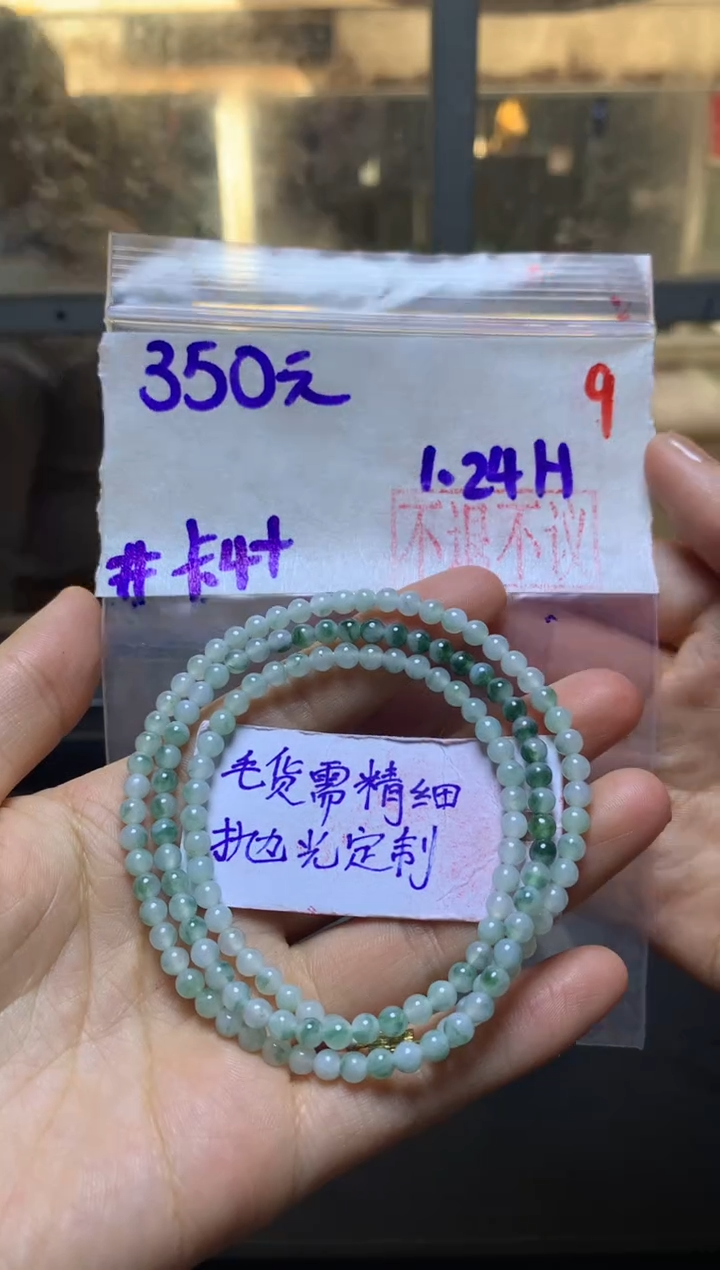 350元
9
1.24H
不退不议
# 卡4+
毛货需精细
抛光定制